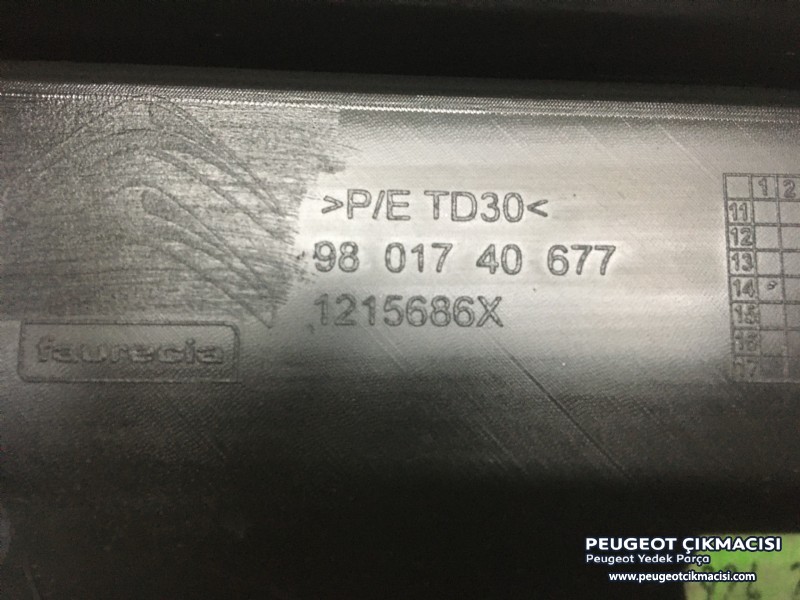 >P/E TD30<
98 017 40 677
1215686X
faurecia
1 2
11
12
13
14
15
16
17
PEUGEOT ÇIKMACISI
Peugeot Yedek Parça
www.peugeotcikmacisi.com